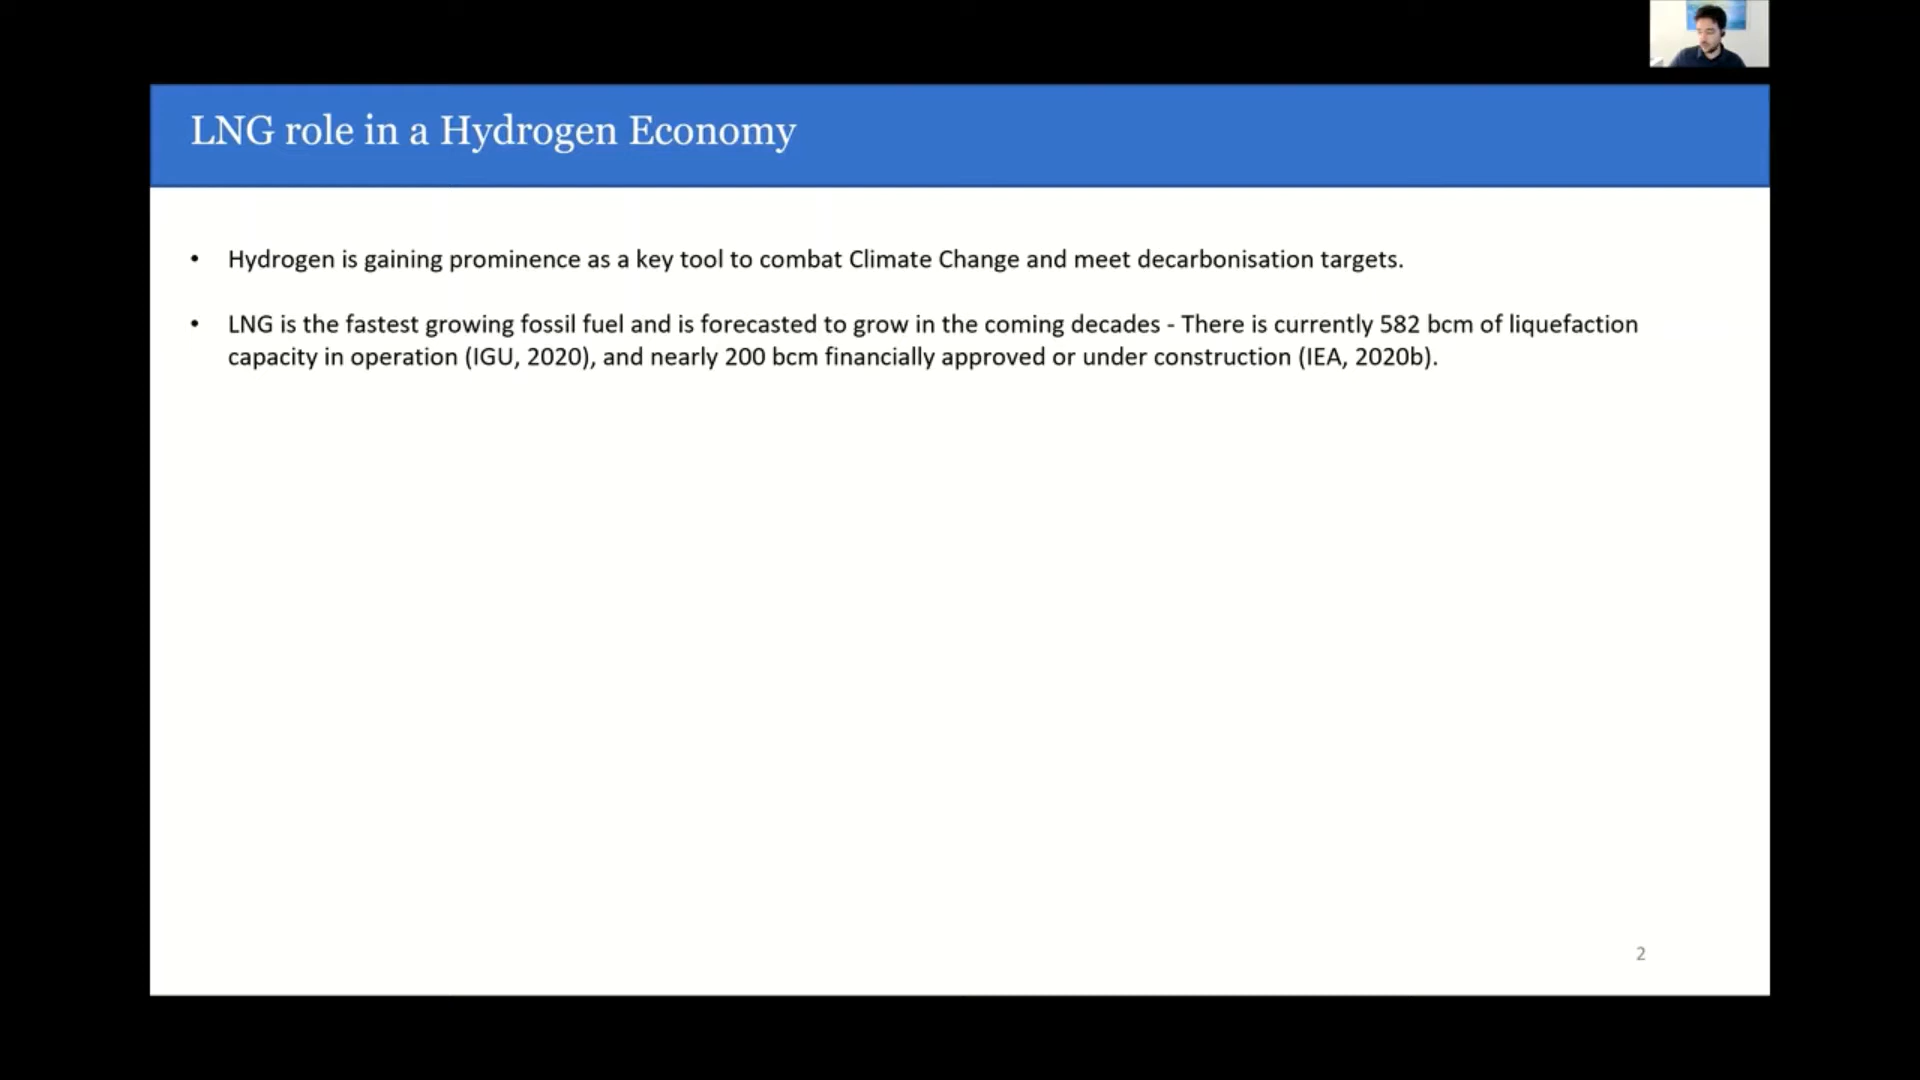 LNG role in a Hydrogen Economy
• Hydrogen is gaining prominence as a key tool to combat Climate Change and meet decarbonisation targets.
• LNG is the fastest growing fossil fuel and is forecasted to grow in the coming decades - There is currently 582 bcm of liquefaction
capacity in operation (IGU, 2020), and nearly 200 bcm financially approved or under construction (IEA, 2020b).
2